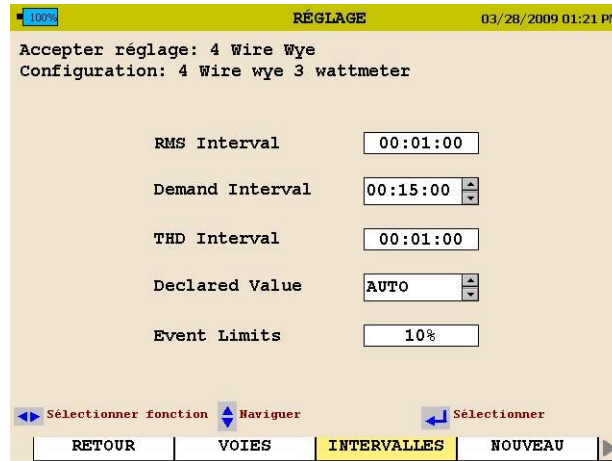 100% RÉGLAGE 03/28/2009 01:21 PM
Accepter réglage: 4 Wire Wye
Configuration: 4 Wire wye 3 wattmeter
RMS Interval 00:01:00
Demand Interval 00:15:00
THD Interval 00:01:00
Declared Value AUTO
Event Limits 10%
Sélectionner fonction Naviguer Sélectionner
RETOUR VOIES INTERVALLES NOUVEAU